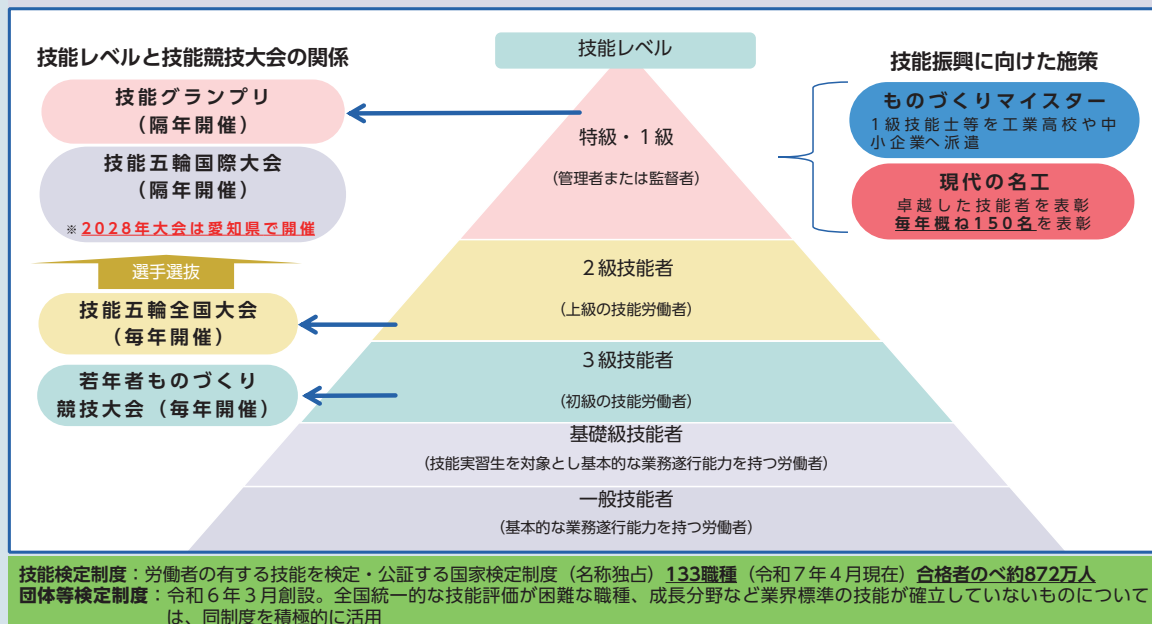 技能レベルと技能競技大会の関係
技能グランプリ
（隔年開催）
技能五輪国際大会
（隔年開催）
※ 2028年大会は愛知県で開催
選手選抜
技能五輪全国大会
（毎年開催）
若年者ものづくり
競技大会（毎年開催）
技能レベル
特級・１級
（管理者または監督者）
２級技能者
（上級の技能労働者）
３級技能者
（初級の技能労働者）
基礎級技能者
（技能実習生を対象とし基本的な業務遂行能力を持つ労働者）
一般技能者
（基本的な業務遂行能力を持つ労働者）
技能振興に向けた施策
ものづくりマイスター
1級技能士等を工業高校や中
小企業へ派遣
現代の名工
卓越した技能者を表彰
毎年概ね150名を表彰
技能検定制度：労働者の有する技能を検定・公証する国家検定制度（名称独占）133職種（令和７年４月現在）合格者のべ約872万人
団体等検定制度：令和６年３月創設。全国統一的な技能評価が困難な職種、成長分野など業界標準の技能が確立していないものについて
は、同制度を積極的に活用